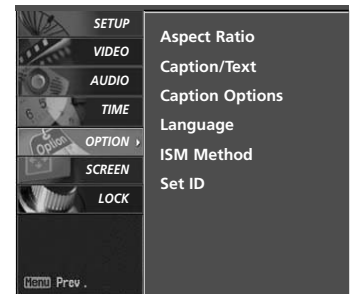 SETUP
VIDEO
AUDIO
TIME
OPTION
SCREEN
LOCK
Menu Prev.
Aspect Ratio
Caption/Text
Caption Options
Language
ISM Method
Set ID